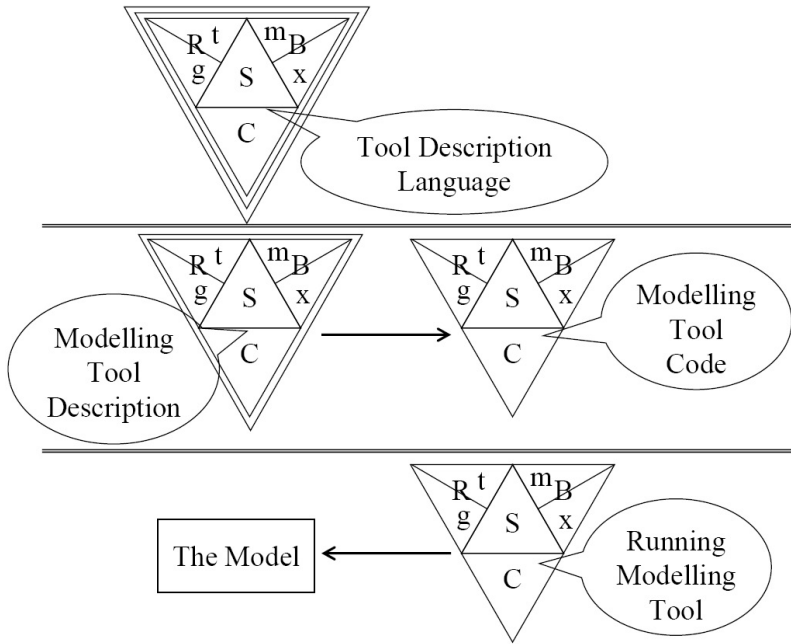 R t m B
g S x
C
Tool Description
Language
R t m B
g S x
C
Modelling
Tool
Description
R t m B
g S x
C
Modelling
Tool
Code
The Model
R t m B
g S x
C
Running
Modelling
Tool